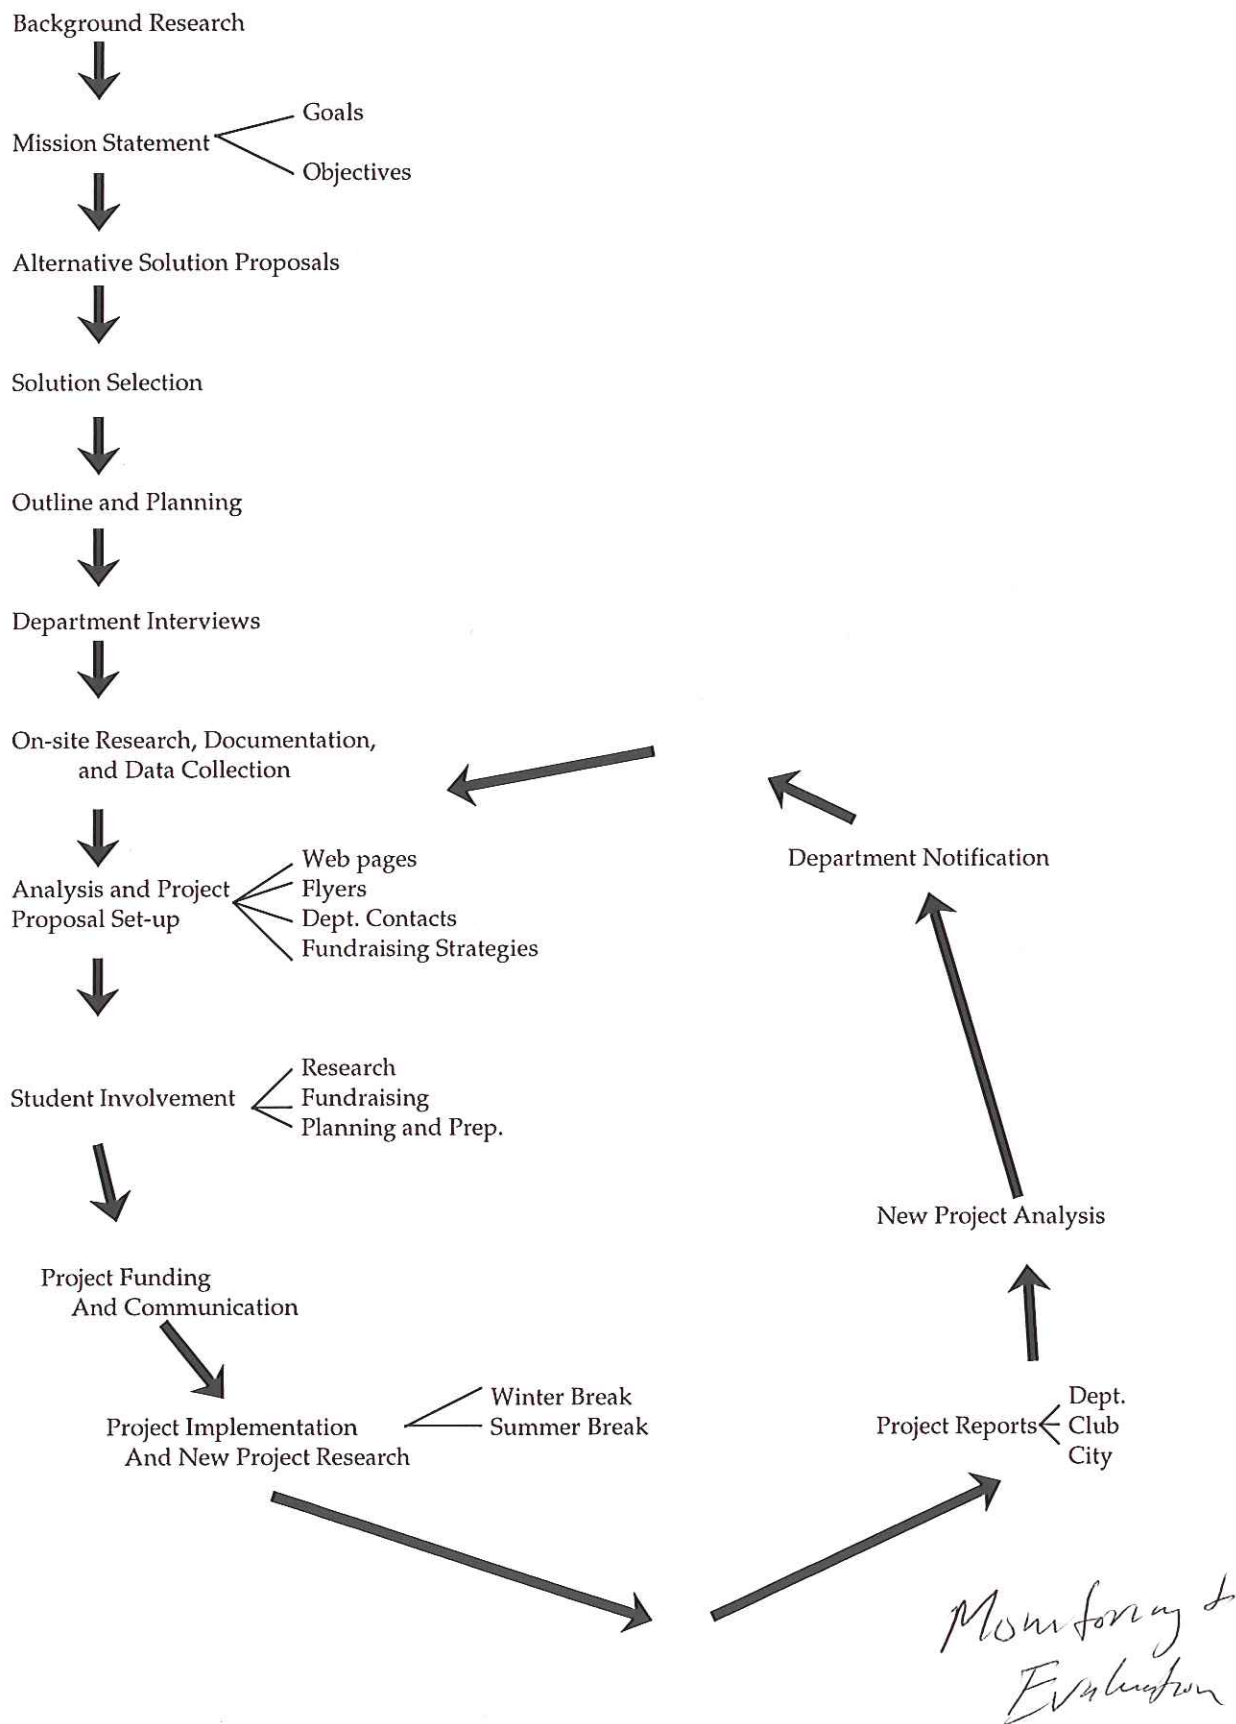 Background Research
Goals
Mission Statement
Objectives
Alternative Solution Proposals
Solution Selection
Outline and Planning
Department Interviews
On-site Research, Documentation,
and Data Collection
Department Notification
Web pages
Analysis and Project
Flyers
Proposal Set-up
Dept. Contacts
Fundraising Strategies
Research
Student Involvement
Fundraising
Planning and Prep.
New Project Analysis
Project Funding
And Communication
Winter Break
Project Implementation
Summer Break
And New Project Research
Dept.
Project Reports
Club
City
Monitoring &
Evaluation